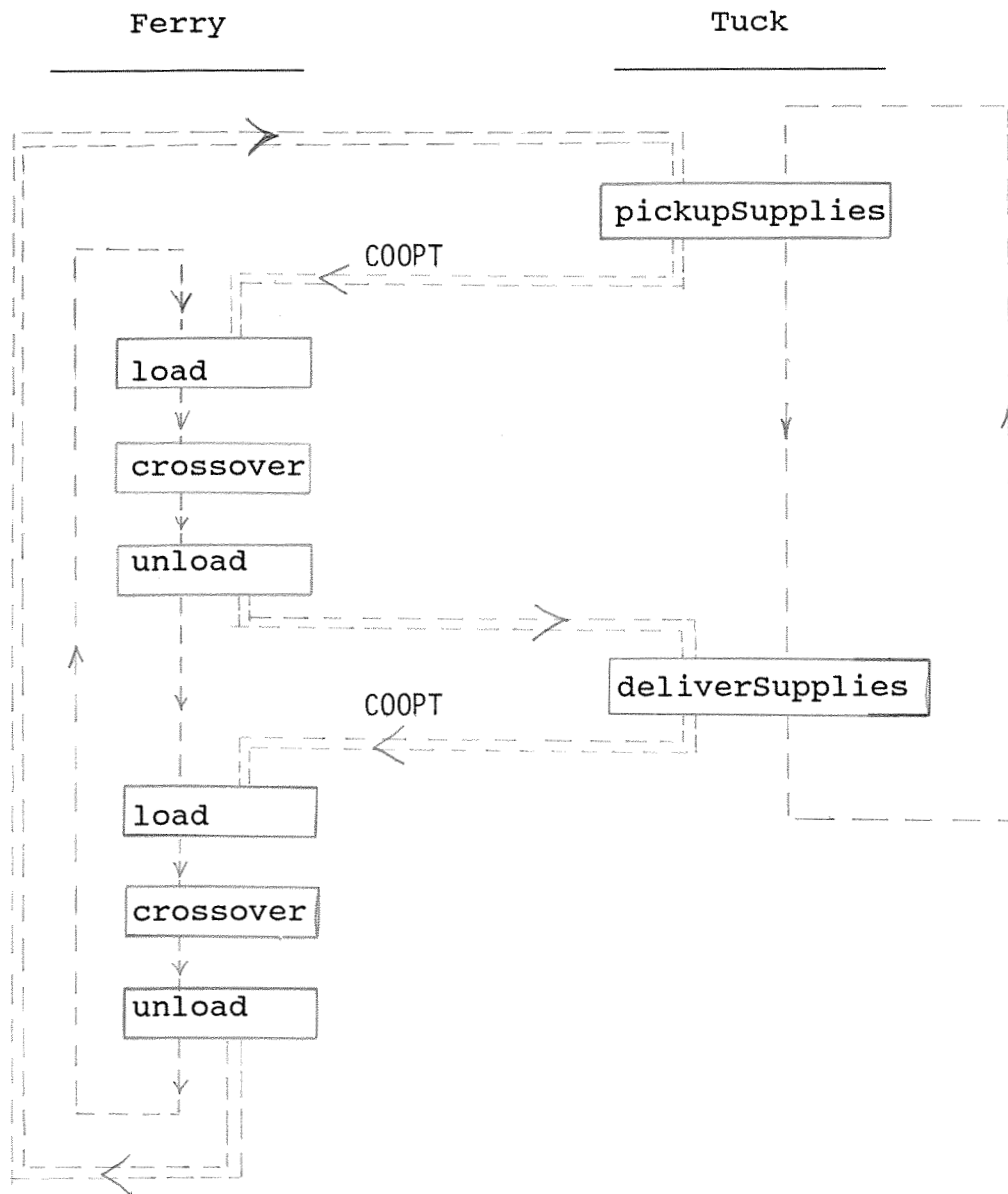 Ferry
Tuck
pickupSupplies
COOPT
load
crossover
unload
deliverSupplies
COOPT
load
crossover
unload